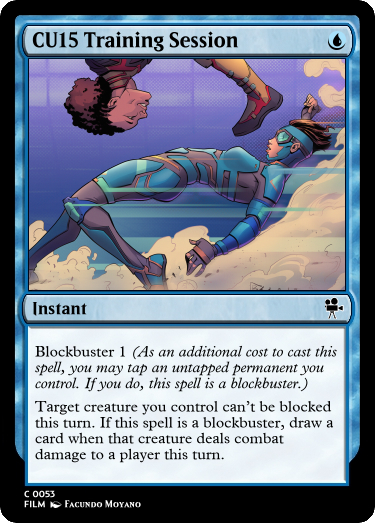 CU15 Training Session
Instant
Blockbuster 1 (As an additional cost to cast this
spell, you may tap an untapped permanent you
control. If you do, this spell is a blockbuster.)
Target creature you control can't be blocked
this turn. If this spell is a blockbuster, draw a
card when that creature deals combat
damage to a player this turn.
C 0053
FILM Facundo Moyano